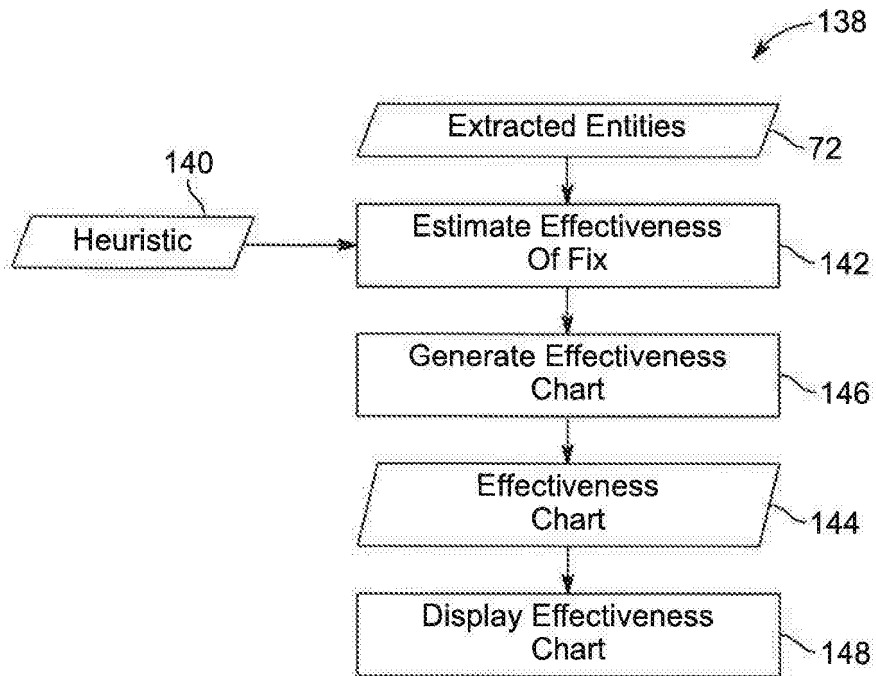 138
Extracted Entities
72
140
Heuristic
Estimate Effectiveness
Of Fix
142
Generate Effectiveness
Chart
146
Effectiveness
Chart
144
Display Effectiveness
Chart
148